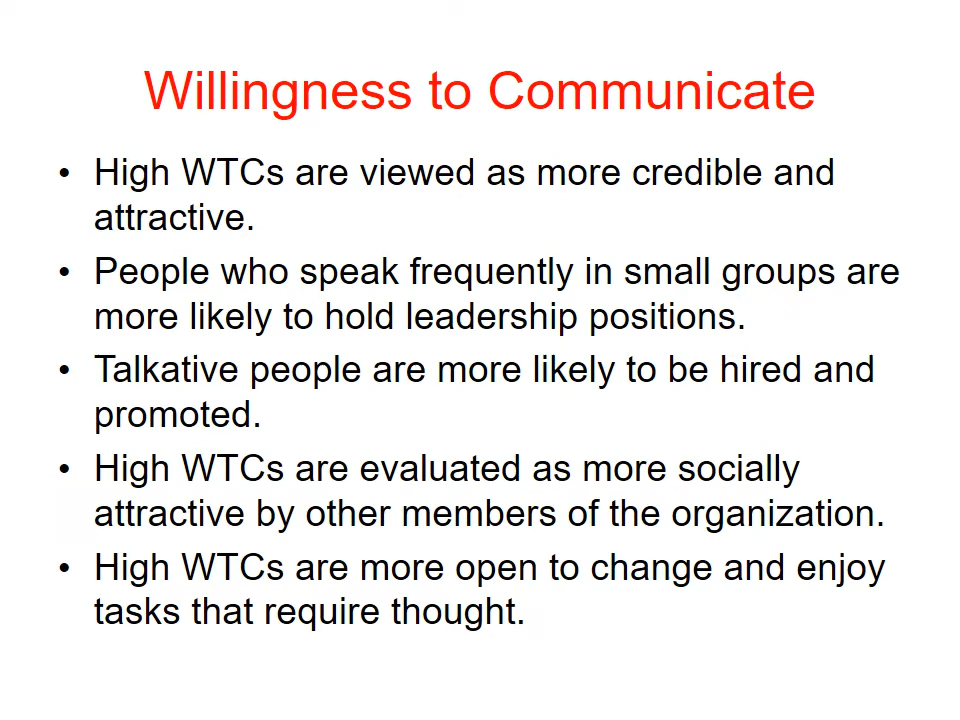 Willingness to Communicate
• High WTCs are viewed as more credible and
attractive.
• People who speak frequently in small groups are
more likely to hold leadership positions.
• Talkative people are more likely to be hired and
promoted.
• High WTCs are evaluated as more socially
attractive by other members of the organization.
• High WTCs are more open to change and enjoy
tasks that require thought.